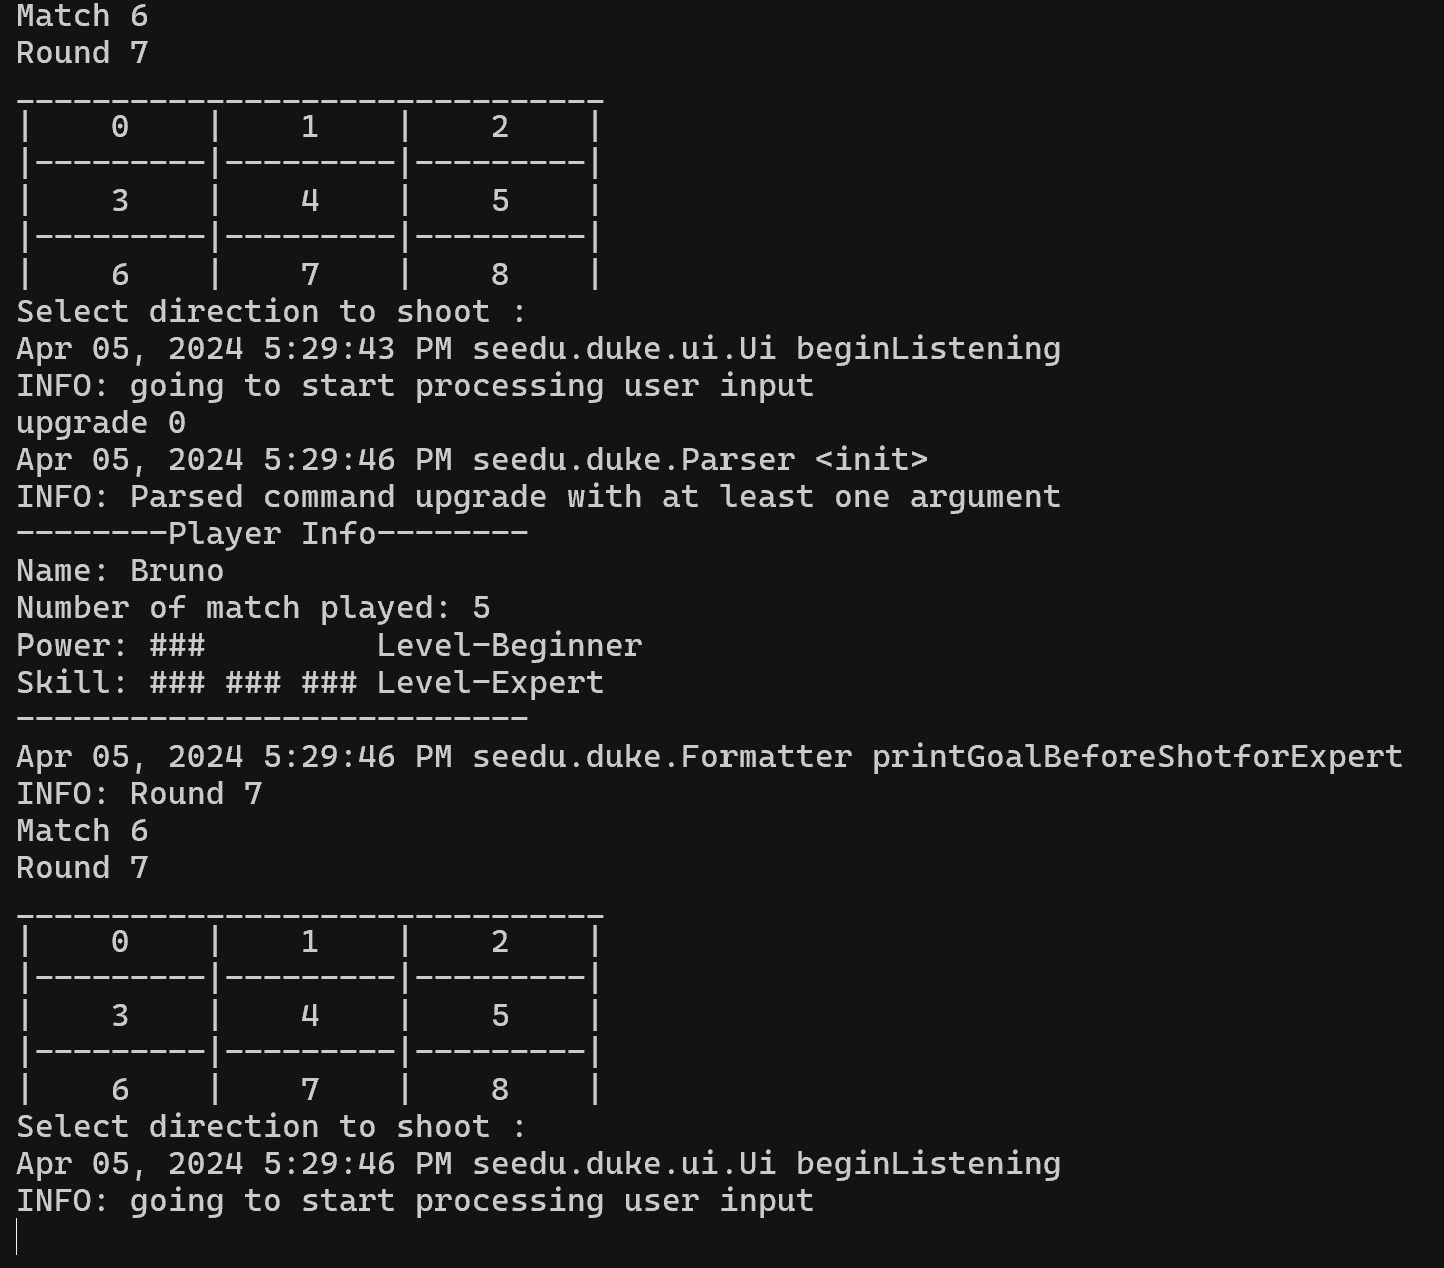 Match 6
Round 7
_______________________________
|    0    |    1    |    2    |
|---------|---------|---------|
|    3    |    4    |    5    |
|---------|---------|---------|
|    6    |    7    |    8    |
Select direction to shoot :
Apr 05, 2024 5:29:43 PM seedu.duke.ui.Ui beginListening
INFO: going to start processing user input
upgrade 0
Apr 05, 2024 5:29:46 PM seedu.duke.Parser <init>
INFO: Parsed command upgrade with at least one argument
--------Player Info--------
Name: Bruno
Number of match played: 5
Power: ###         Level-Beginner
Skill: ### ### ### Level-Expert
---------------------------
Apr 05, 2024 5:29:46 PM seedu.duke.Formatter printGoalBeforeShotforExpert
INFO: Round 7
Match 6
Round 7
_______________________________
|    0    |    1    |    2    |
|---------|---------|---------|
|    3    |    4    |    5    |
|---------|---------|---------|
|    6    |    7    |    8    |
Select direction to shoot :
Apr 05, 2024 5:29:46 PM seedu.duke.ui.Ui beginListening
INFO: going to start processing user input